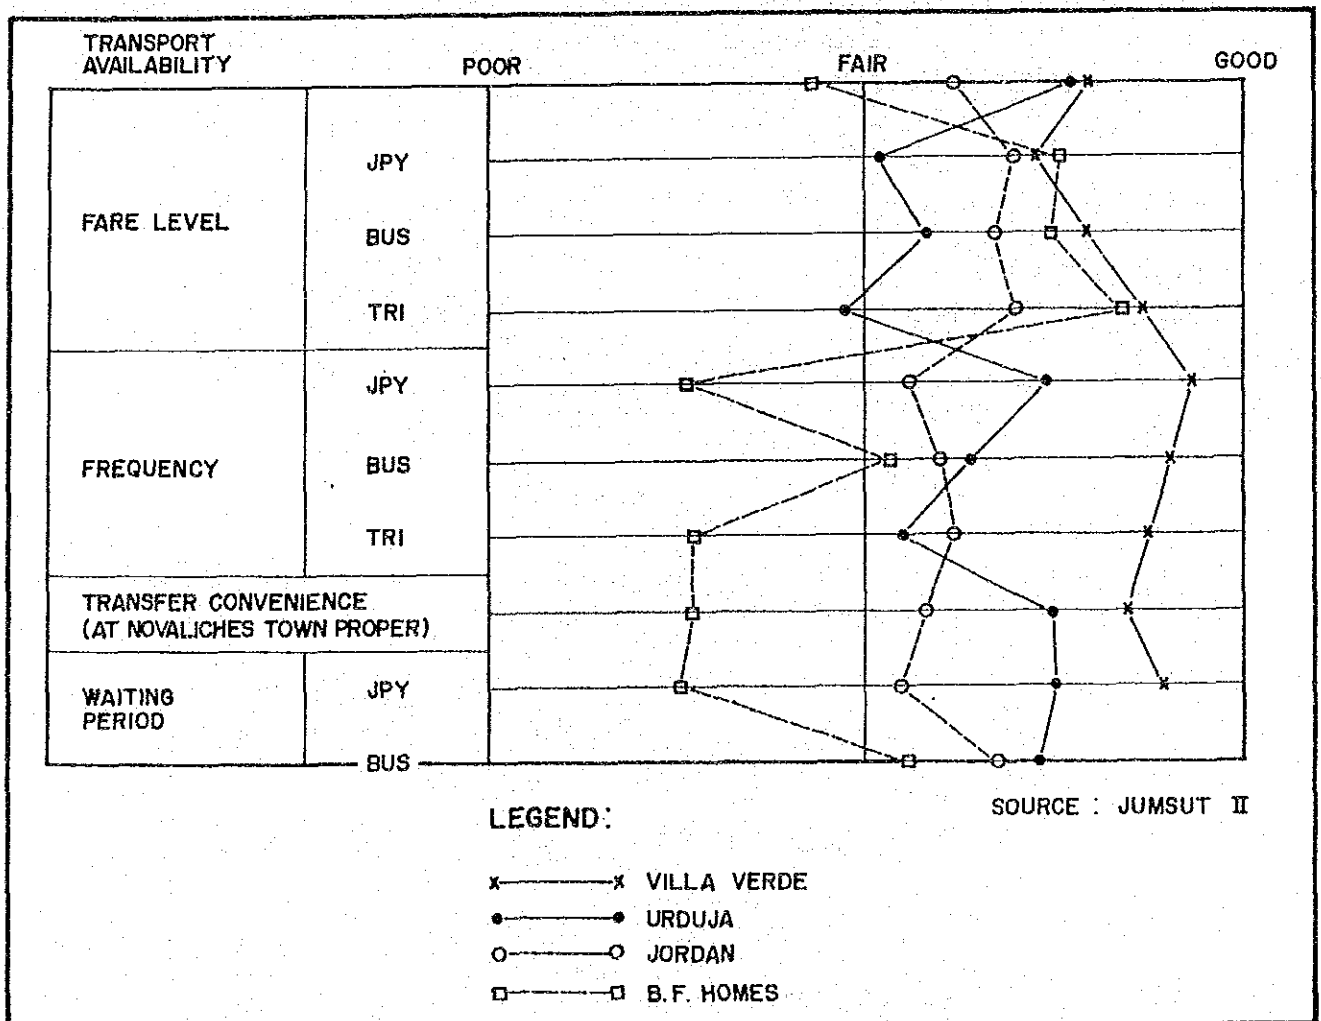 TRANSPORT
AVAILABILITY
POOR
FAIR
GOOD
FARE LEVEL
JPY
BUS
TRI
FREQUENCY
JPY
BUS
TRI
TRANSFER CONVENIENCE
(AT NOVALICHES TOWN PROPER)
WAITING
PERIOD
JPY
BUS
LEGEND:
SOURCE : JUMSUT II
VILLA VERDE
URDUJA
JORDAN
B.F. HOMES